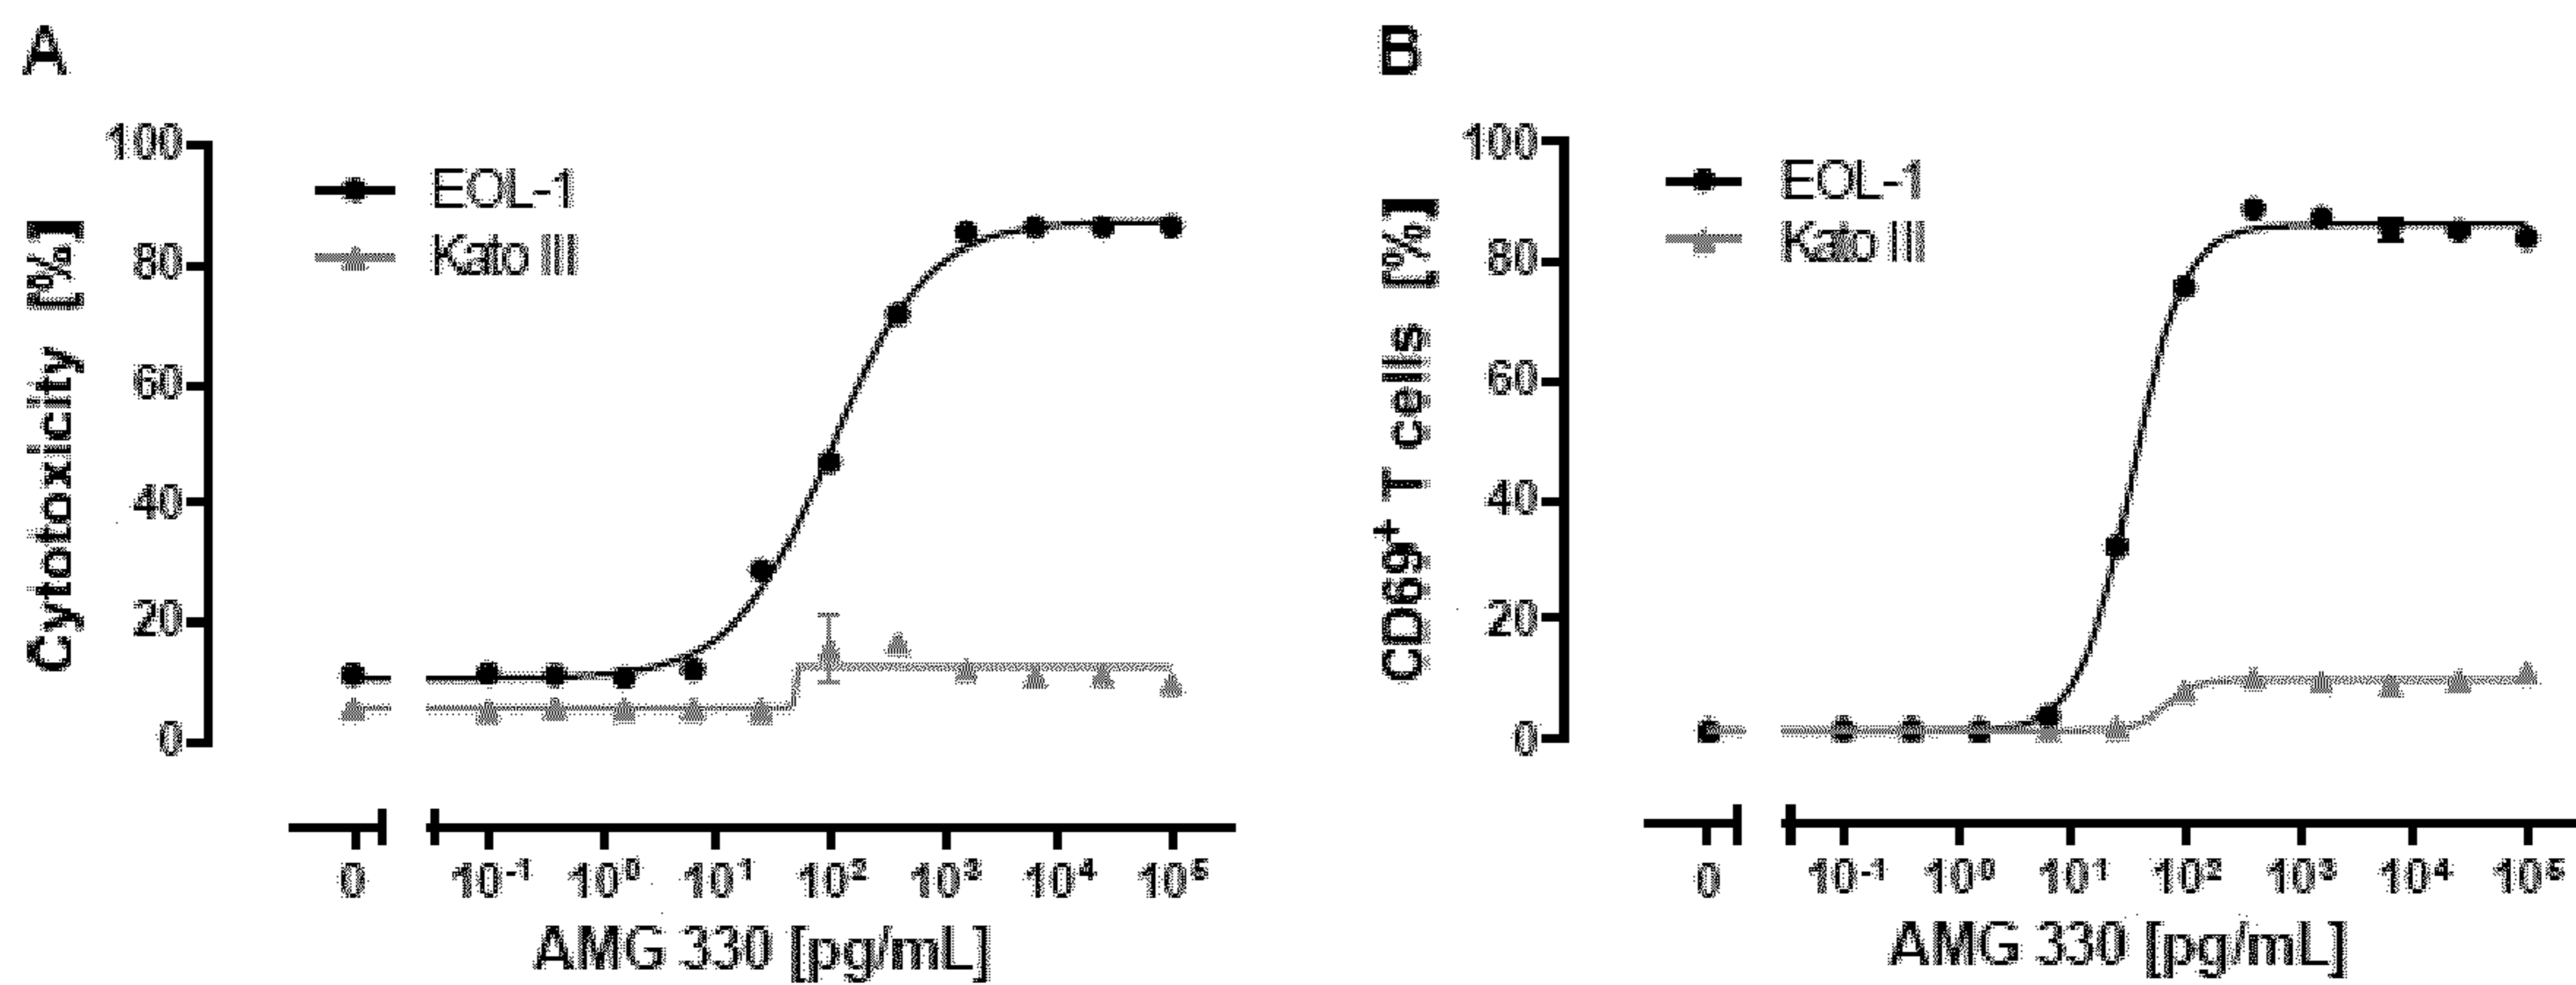 A
Cytotoxicity [%]
100
80
60
40
20
0
EOL-1
Kato III
0
10⁻¹
10⁰
10¹
10²
10³
10⁴
10⁵
AMG 330 [pg/mL]
B
CD69⁺ T cells [%]
100
80
60
40
20
0
EOL-1
Kato III
0
10⁻¹
10⁰
10¹
10²
10³
10⁴
10⁵
AMG 330 [pg/mL]